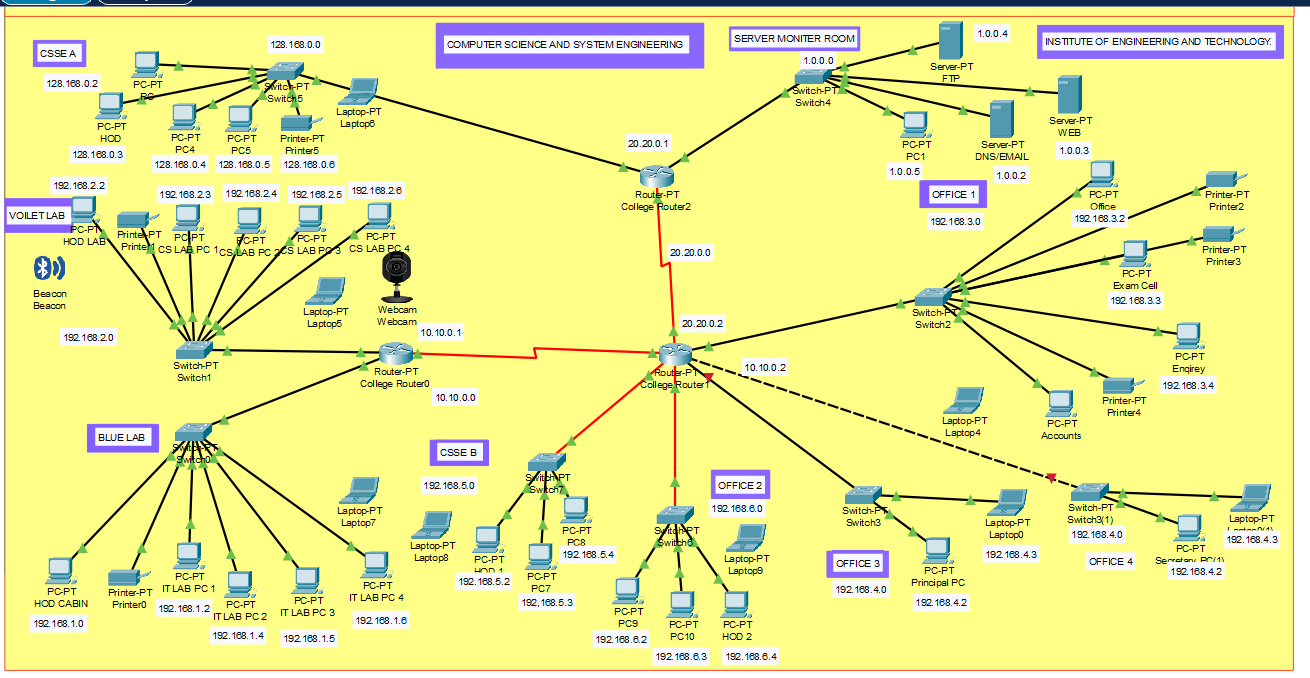 CSSE A
128.168.0.0
COMPUTER SCIENCE AND SYSTEM ENGINEERING
SERVER MONITER ROOM
1.0.0.0
1.0.0.4
INSTITUTE OF ENGINEERING AND TECHNOLOGY.
PC-PT
PC
128.168.0.2
Switch-PT
Switch5
PC-PT
HOD
128.168.0.3
PC-PT
PC4
128.168.0.4
PC-PT
PC5
128.168.0.5
Printer-PT
Printer5
128.168.0.6
Laptop-PT
Laptop6
20.20.0.1
Router-PT
College Router2
Switch-PT
Switch4
Server-PT
FTP
Server-PT
WEB
1.0.0.3
Server-PT
DNS/EMAIL
1.0.0.2
PC-PT
PC1
1.0.0.5
192.168.2.2
192.168.2.3
192.168.2.4
192.168.2.5
192.168.2.6
VOILET LAB
PC-PT
HOD LAB
Printer-PT
Printer1
PC-PT
CS LAB PC 1
PC-PT
CS LAB PC 2
PC-PT
CS LAB PC 3
PC-PT
CS LAB PC 4
Beacon
Beacon
Laptop-PT
Laptop5
Webcam
Webcam
192.168.2.0
Switch-PT
Switch1
10.10.0.1
Router-PT
College Router0
10.10.0.0
20.20.0.0
20.20.0.2
Router-PT
College Router1
10.10.0.2
OFFICE 1
192.168.3.0
PC-PT
Office
192.168.3.2
Printer-PT
Printer2
Printer-PT
Printer3
PC-PT
Exam Cell
192.168.3.3
Switch-PT
Switch2
PC-PT
Enqirey
192.168.3.4
Printer-PT
Printer4
PC-PT
Accounts
Laptop-PT
Laptop4
BLUE LAB
Switch-PT
Switch0
PC-PT
HOD CABIN
192.168.1.0
Printer-PT
Printer0
PC-PT
IT LAB PC 1
192.168.1.2
PC-PT
IT LAB PC 2
192.168.1.4
PC-PT
IT LAB PC 3
192.168.1.5
PC-PT
IT LAB PC 4
192.168.1.6
Laptop-PT
Laptop7
Laptop-PT
Laptop8
CSSE B
192.168.5.0
Switch-PT
Switch7
PC-PT
HOD 1
192.168.5.2
PC-PT
PC7
192,168.5.3
PC-PT
PC8
192.168.5.4
OFFICE 2
192.168.6.0
Switch-PT
Switch6
Laptop-PT
Laptop9
PC-PT
PC9
192.168.6.2
PC-PT
PC10
192.168.6.3
PC-PT
HOD 2
192.168.6.4
Switch-PT
Switch3
OFFICE 3
192.168.4.0
Laptop-PT
Laptop0
192.168.4.3
PC-PT
Principal PC
192.168.4.2
Switch-PT
Switch3(1)
192.168.4.0
OFFICE 4
PC-PT
Secretary PC(1)
192.168.4.2
Laptop-PT
Laptop0(1)
192.168.4.3